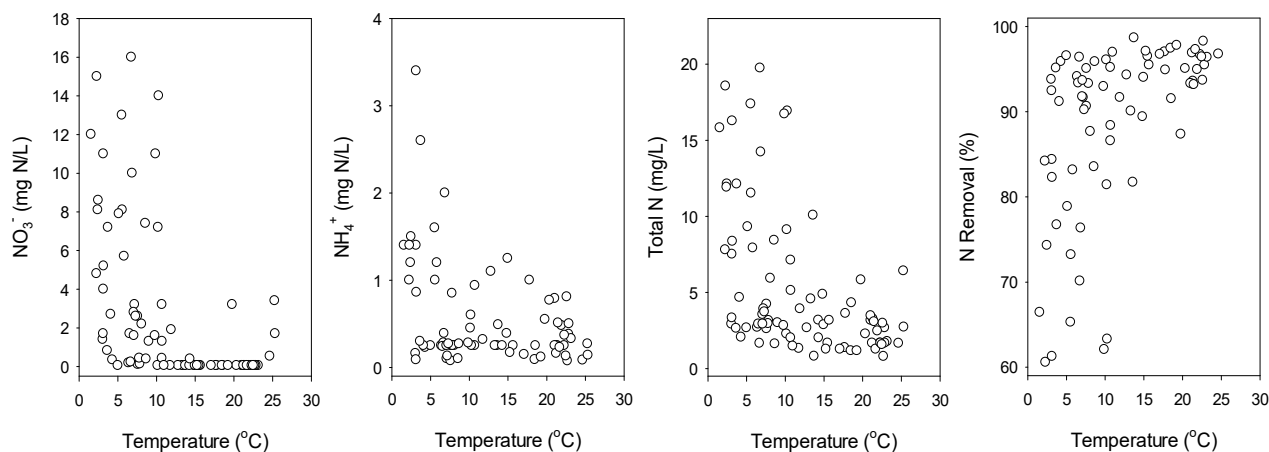 NO₃⁻ (mg N/L)
18
16
14
12
10
8
6
4
2
0
0 5 10 15 20 25 30
Temperature (°C)
NH₄⁺ (mg N/L)
4
3
2
1
0
0 5 10 15 20 25 30
Temperature (°C)
Total N (mg/L)
20
15
10
5
0
0 5 10 15 20 25 30
Temperature (°C)
N Removal (%)
100
90
80
70
60
0 5 10 15 20 25 30
Temperature (°C)